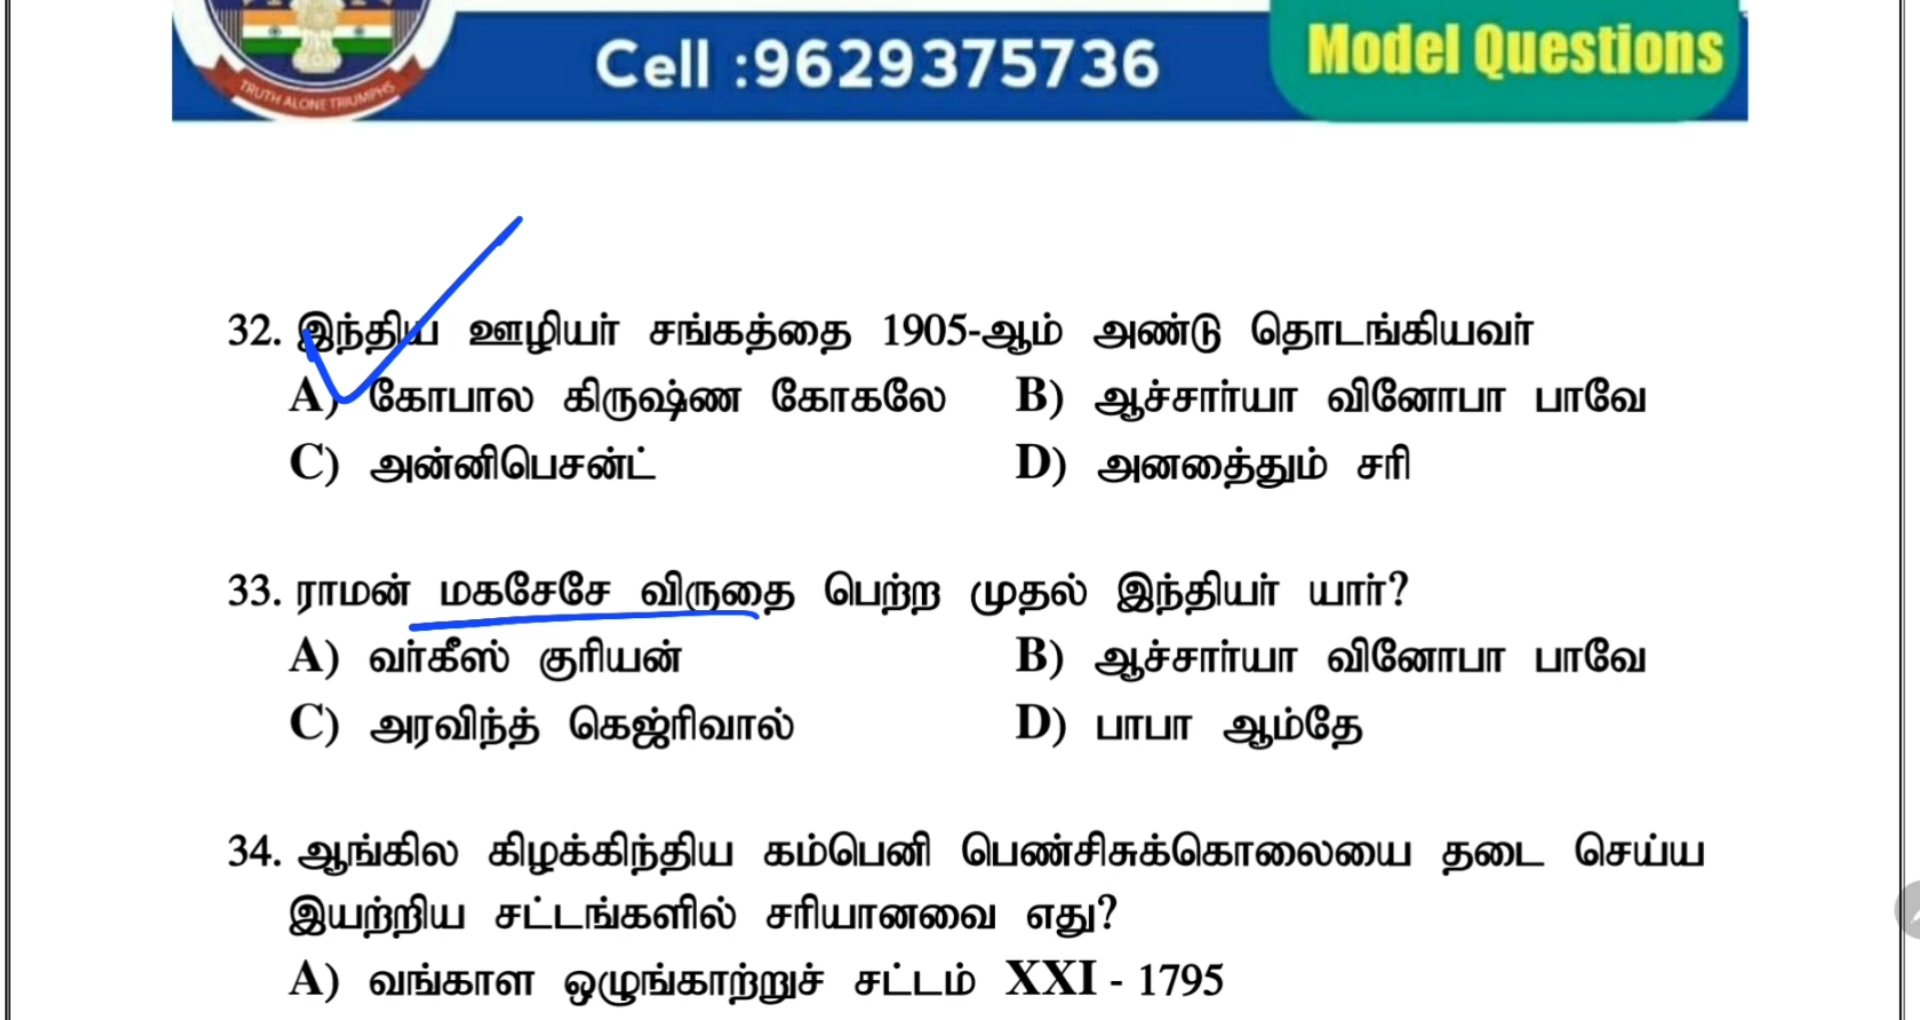 TRUTH ALONE TRIUMPHS
Cell :9629375736
Model Questions
32. இந்திய ஊழியர் சங்கத்தை 1905-ஆம் அண்டு தொடங்கியவர்
A) கோபால கிருஷ்ண கோகலே B) ஆச்சார்யா வினோபா பாவே
C) அன்னிபெசன்ட் D) அனதை்தும் சரி
33. ராமன் மகசேசே விருதை பெற்ற முதல் இந்தியர் யார்?
A) வர்கீஸ் குரியன் B) ஆச்சார்யா வினோபா பாவே
C) அரவிந்த் கெஜ்ரிவால் D) பாபா ஆம்தே
34. ஆங்கில கிழக்கிந்திய கம்பெனி பெண்சிசுக்கொலையை தடை செய்ய
இயற்றிய சட்டங்களில் சரியானவை எது?
A) வங்காள ஒழுங்காற்றுச் சட்டம் XXI - 1795